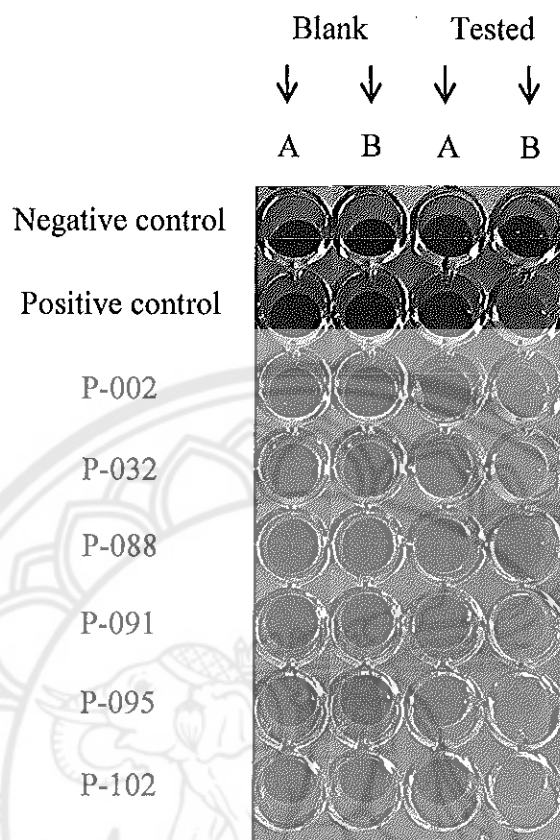 Blank Tested
A B A B
Negative control
Positive control
P-002
P-032
P-088
P-091
P-095
P-102